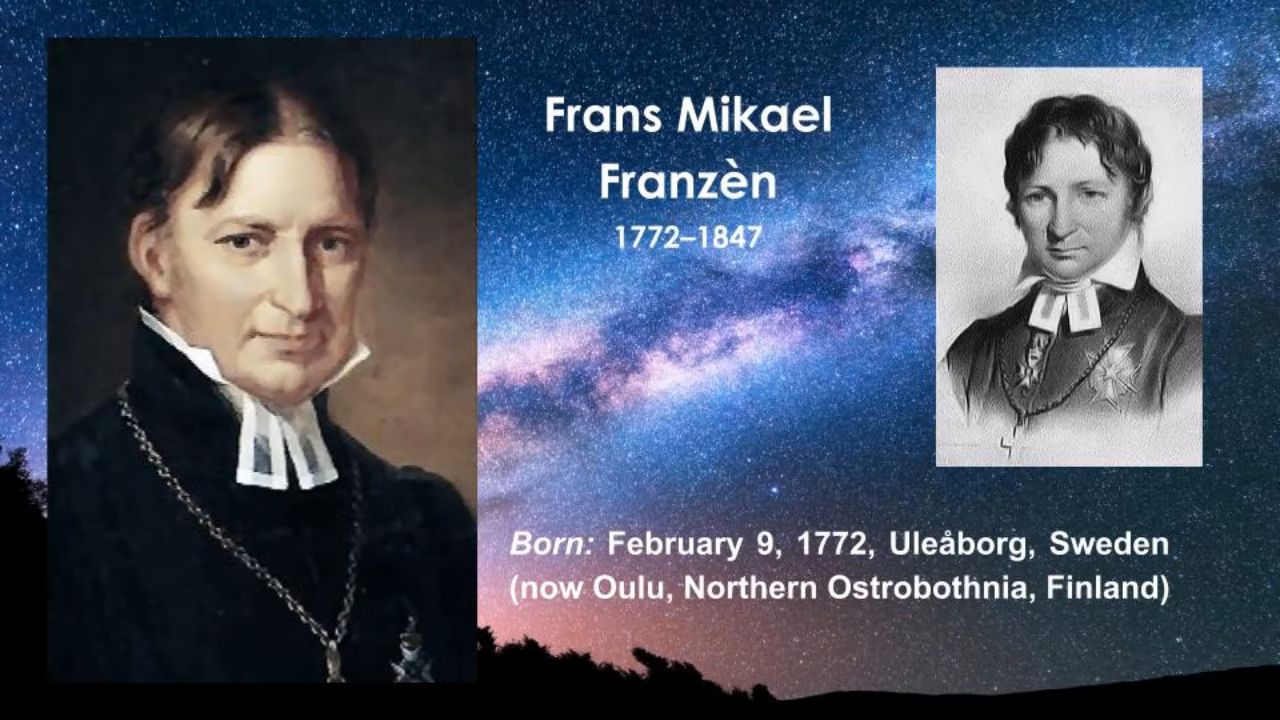 Frans Mikael
Franzèn
1772–1847
Born: February 9, 1772, Uleåborg, Sweden
(now Oulu, Northern Ostrobothnia, Finland)